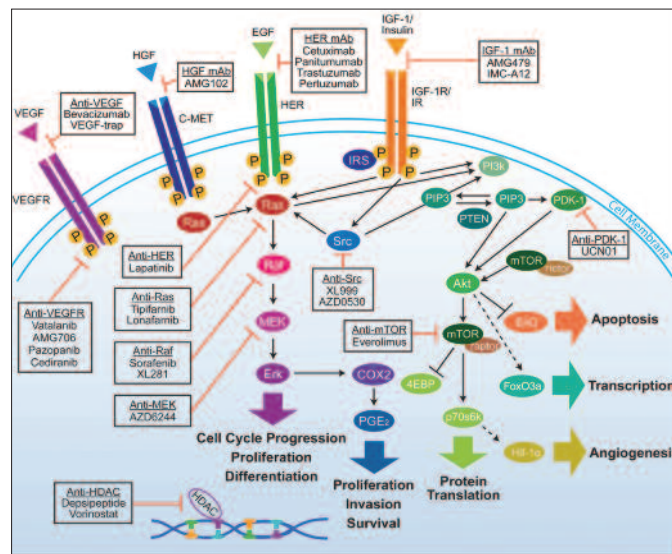 EGF
IGF-1/
Insulin
HGF
HER mAb
Cetuximab
Panitumumab
Trastuzumab
Pertuzumab
IGF-1 mAb
AMG479
IMC-A12
HGF mAb
AMG102
Anti-VEGF
Bevacizumab
VEGF-trap
VEGF
C-MET
HER
IGF-1R/
IR
VEGFR
P P P P
P P P P
P P P P
P P P P
IRS
PI3k
PIP3
PIP3
PDK-1
PTEN
Cell Membrane
Ras
Ras
Src
Anti-PDK-1
UCN01
Anti-HER
Lapatinib
Raf
Anti-Src
XL999
AZD0530
Akt
mTOR
rictor
Anti-Ras
Tipifarnib
Lonafarnib
Anti-VEGFR
Vatalanib
AMG706
Pazopanib
Cediranib
MEK
Anti-mTOR
Everolimus
mTOR
raptor
Apoptosis
Anti-Raf
Sorafenib
XL281
Erk
COX2
4EBP
FoxO3a
Transcription
Anti-MEK
AZD6244
PGE₂
p70s6k
Hif-1α
Angiogenesis
Cell Cycle Progression
Proliferation
Differentiation
Proliferation
Invasion
Survival
Protein
Translation
Anti-HDAC
Depsipeptide
Vorinostat
HDAC